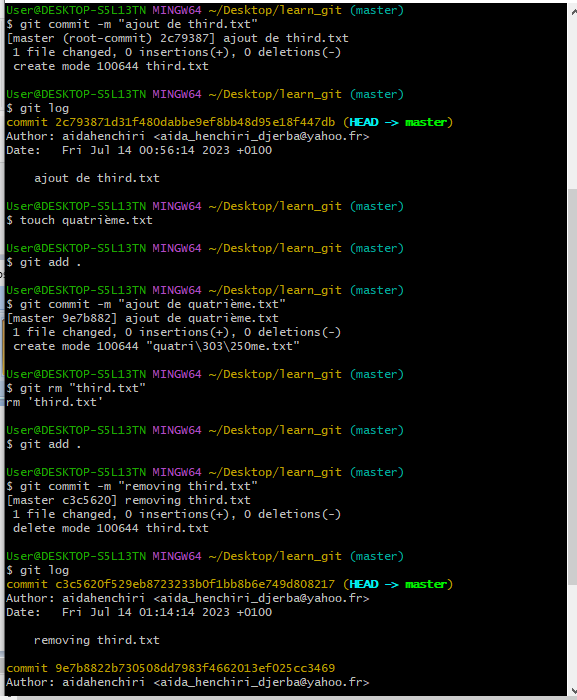 User@DESKTOP-S5L13TN MINGW64 ~/Desktop/learn_git (master)
$ git commit -m "ajout de third.txt"
[master (root-commit) 2c79387] ajout de third.txt
 1 file changed, 0 insertions(+), 0 deletions(-)
 create mode 100644 third.txt

User@DESKTOP-S5L13TN MINGW64 ~/Desktop/learn_git (master)
$ git log
commit 2c793871d31f480dabbe9ef8bb48d95e18f447db (HEAD -> master)
Author: aidahenchiri <aida_henchiri_djerba@yahoo.fr>
Date:   Fri Jul 14 00:56:14 2023 +0100

    ajout de third.txt

User@DESKTOP-S5L13TN MINGW64 ~/Desktop/learn_git (master)
$ touch quatrième.txt

User@DESKTOP-S5L13TN MINGW64 ~/Desktop/learn_git (master)
$ git add .

User@DESKTOP-S5L13TN MINGW64 ~/Desktop/learn_git (master)
$ git commit -m "ajout de quatrième.txt"
[master 9e7b882] ajout de quatrième.txt
 1 file changed, 0 insertions(+), 0 deletions(-)
 create mode 100644 "quatri\303\250me.txt"

User@DESKTOP-S5L13TN MINGW64 ~/Desktop/learn_git (master)
$ git rm "third.txt"
rm 'third.txt'

User@DESKTOP-S5L13TN MINGW64 ~/Desktop/learn_git (master)
$ git add .

User@DESKTOP-S5L13TN MINGW64 ~/Desktop/learn_git (master)
$ git commit -m "removing third.txt"
[master c3c5620] removing third.txt
 1 file changed, 0 insertions(+), 0 deletions(-)
 delete mode 100644 third.txt

User@DESKTOP-S5L13TN MINGW64 ~/Desktop/learn_git (master)
$ git log
commit c3c5620f529eb8723233b0f1bb8b6e749d808217 (HEAD -> master)
Author: aidahenchiri <aida_henchiri_djerba@yahoo.fr>
Date:   Fri Jul 14 01:14:14 2023 +0100

    removing third.txt

commit 9e7b8822b730508dd7983f4662013ef025cc3469
Author: aidahenchiri <aida_henchiri_djerba@yahoo.fr>